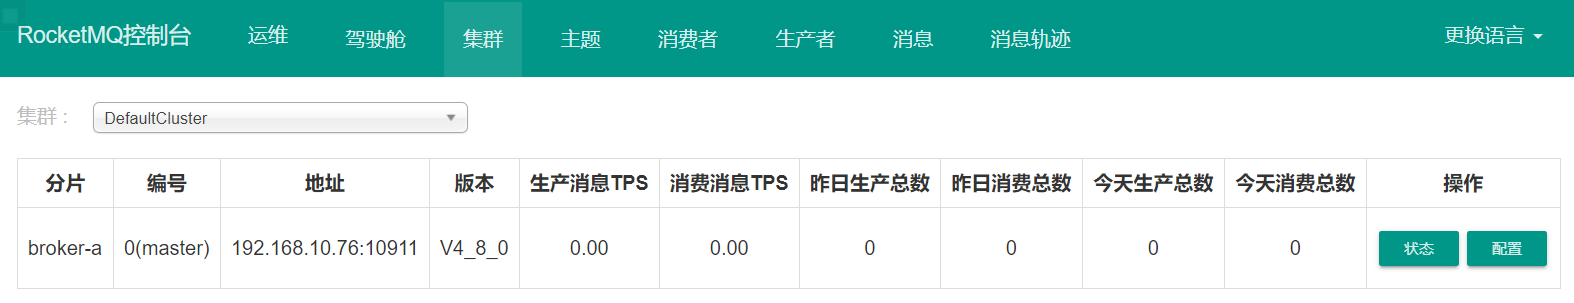 RocketMQ控制台 运维 驾驶舱 集群 主题 消费者 生产者 消息 消息轨迹 更换语言
集群： DefaultCluster
分片 编号 地址 版本 生产消息TPS 消费消息TPS 昨日生产总数 昨日消费总数 今天生产总数 今天消费总数 操作
broker-a 0(master) 192.168.10.76:10911 V4_8_0 0.00 0.00 0 0 0 0 状态 配置